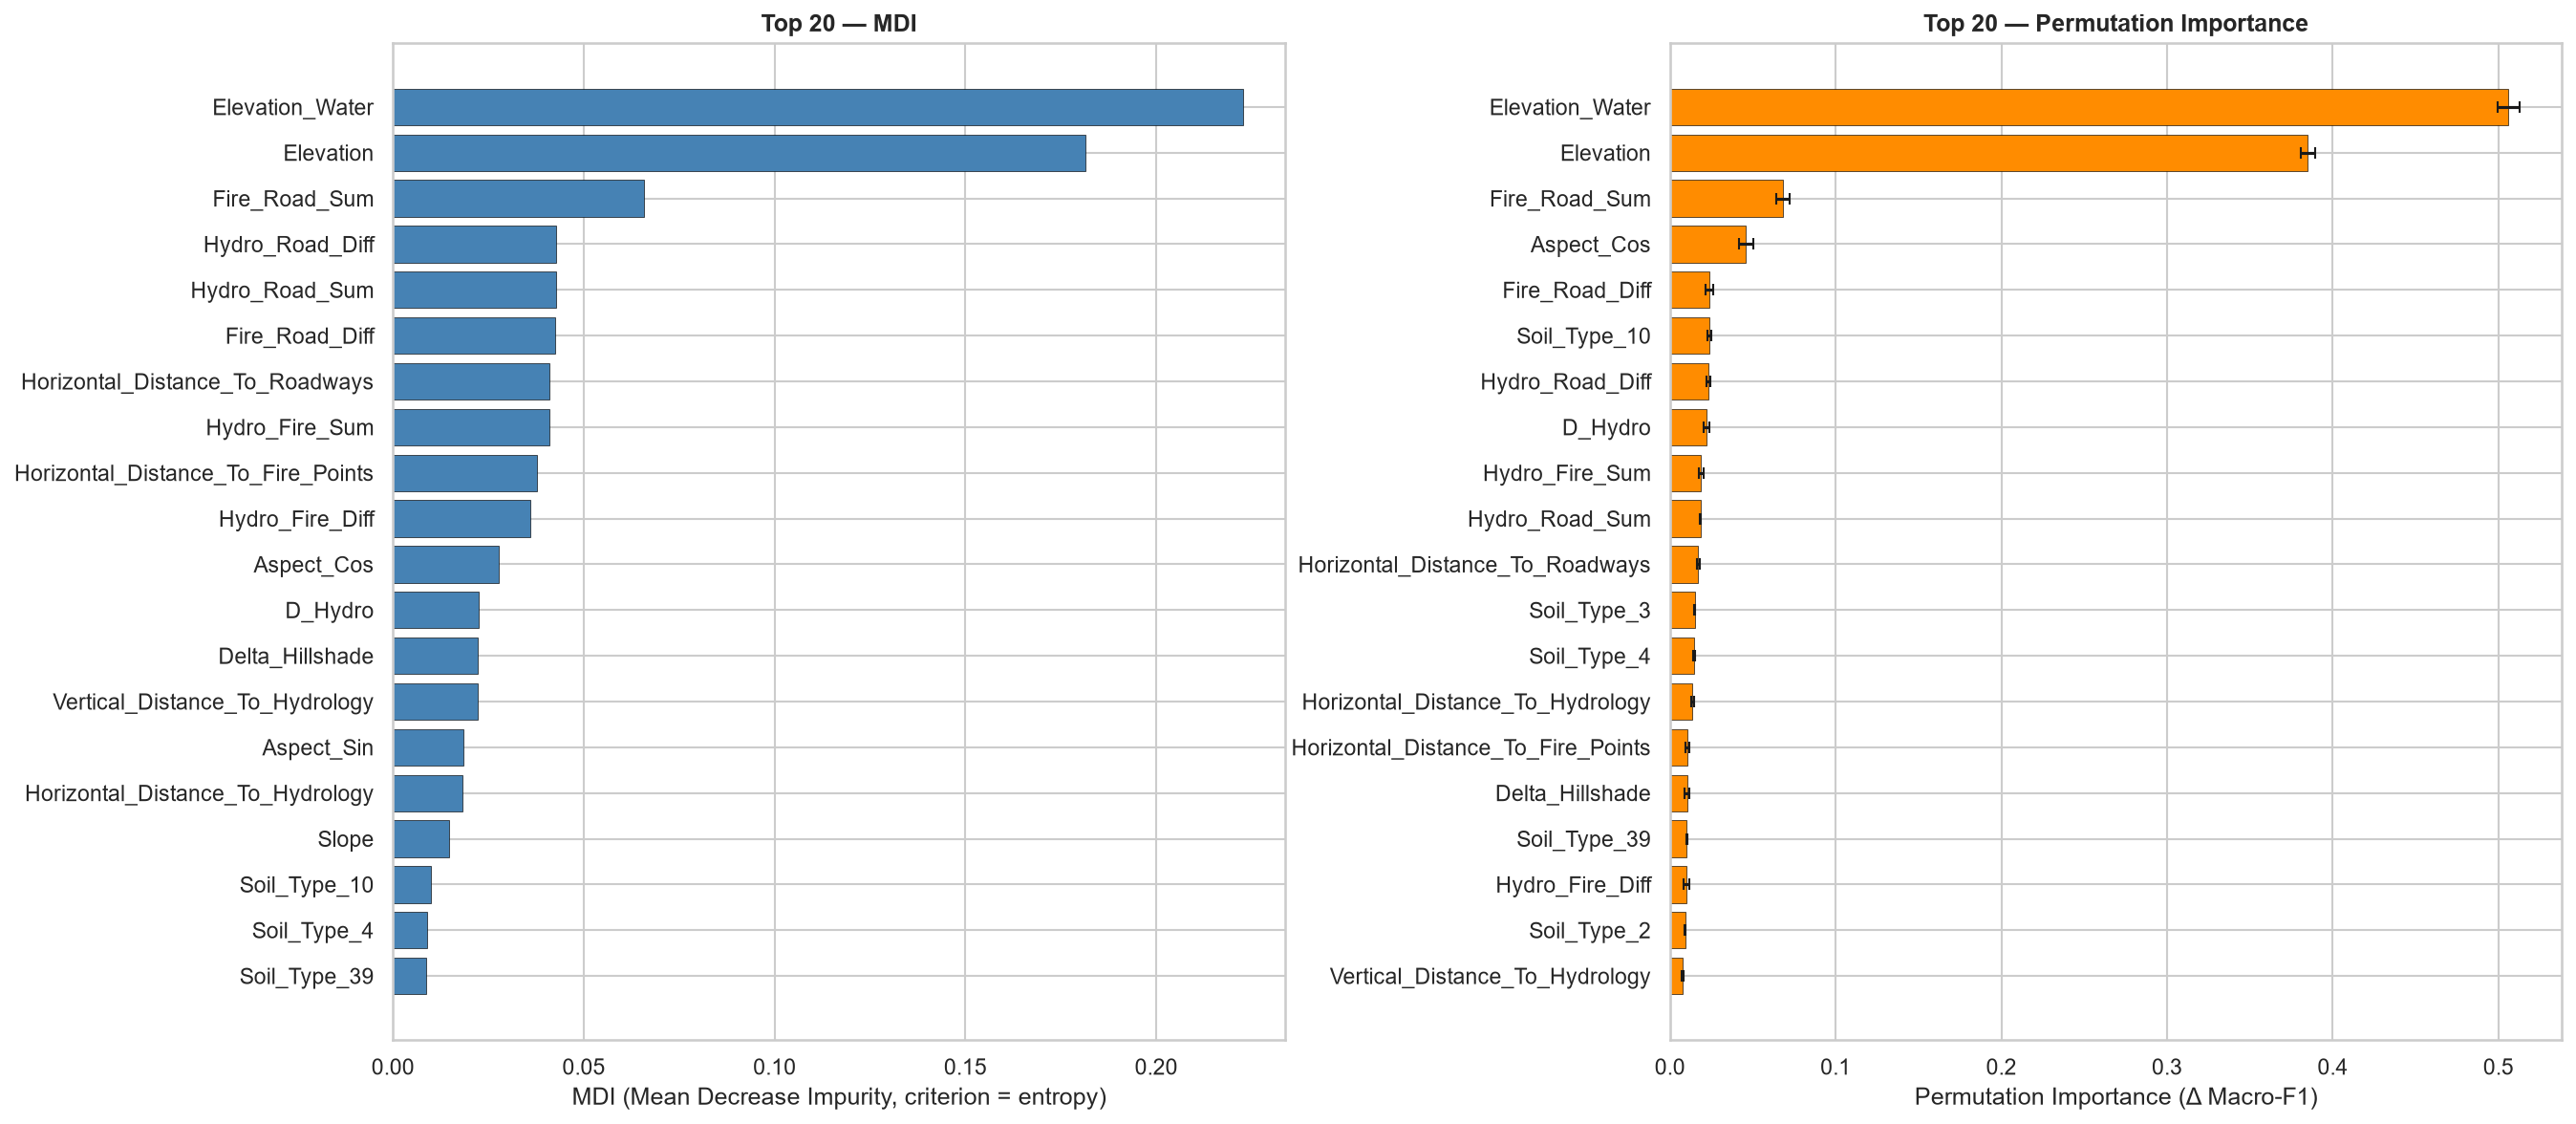 Top 20 — MDI
Elevation_Water
Elevation
Fire_Road_Sum
Hydro_Road_Diff
Hydro_Road_Sum
Fire_Road_Diff
Horizontal_Distance_To_Roadways
Hydro_Fire_Sum
Horizontal_Distance_To_Fire_Points
Hydro_Fire_Diff
Aspect_Cos
D_Hydro
Delta_Hillshade
Vertical_Distance_To_Hydrology
Aspect_Sin
Horizontal_Distance_To_Hydrology
Slope
Soil_Type_10
Soil_Type_4
Soil_Type_39
0.00 0.05 0.10 0.15 0.20
MDI (Mean Decrease Impurity, criterion = entropy)
Top 20 — Permutation Importance
Elevation_Water
Elevation
Fire_Road_Sum
Aspect_Cos
Fire_Road_Diff
Soil_Type_10
Hydro_Road_Diff
D_Hydro
Hydro_Fire_Sum
Hydro_Road_Sum
Horizontal_Distance_To_Roadways
Soil_Type_3
Soil_Type_4
Horizontal_Distance_To_Hydrology
Horizontal_Distance_To_Fire_Points
Delta_Hillshade
Soil_Type_39
Hydro_Fire_Diff
Soil_Type_2
Vertical_Distance_To_Hydrology
0.0 0.1 0.2 0.3 0.4 0.5
Permutation Importance (Δ Macro-F1)